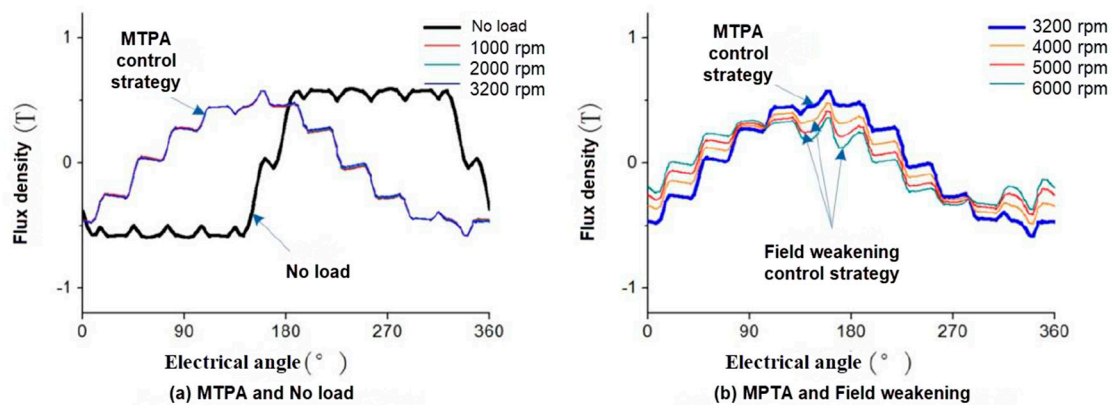 1
0
-1
Flux density (T)
MTPA
control
strategy
No load
1000 rpm
2000 rpm
3200 rpm
No load
0
90
180
270
360
Electrical angle (°)
(a) MTPA and No load
1
0
-1
Flux density (T)
MTPA
control
strategy
3200 rpm
4000 rpm
5000 rpm
6000 rpm
Field weakening
control strategy
0
90
180
270
360
Electrical angle (°)
(b) MPTA and Field weakening